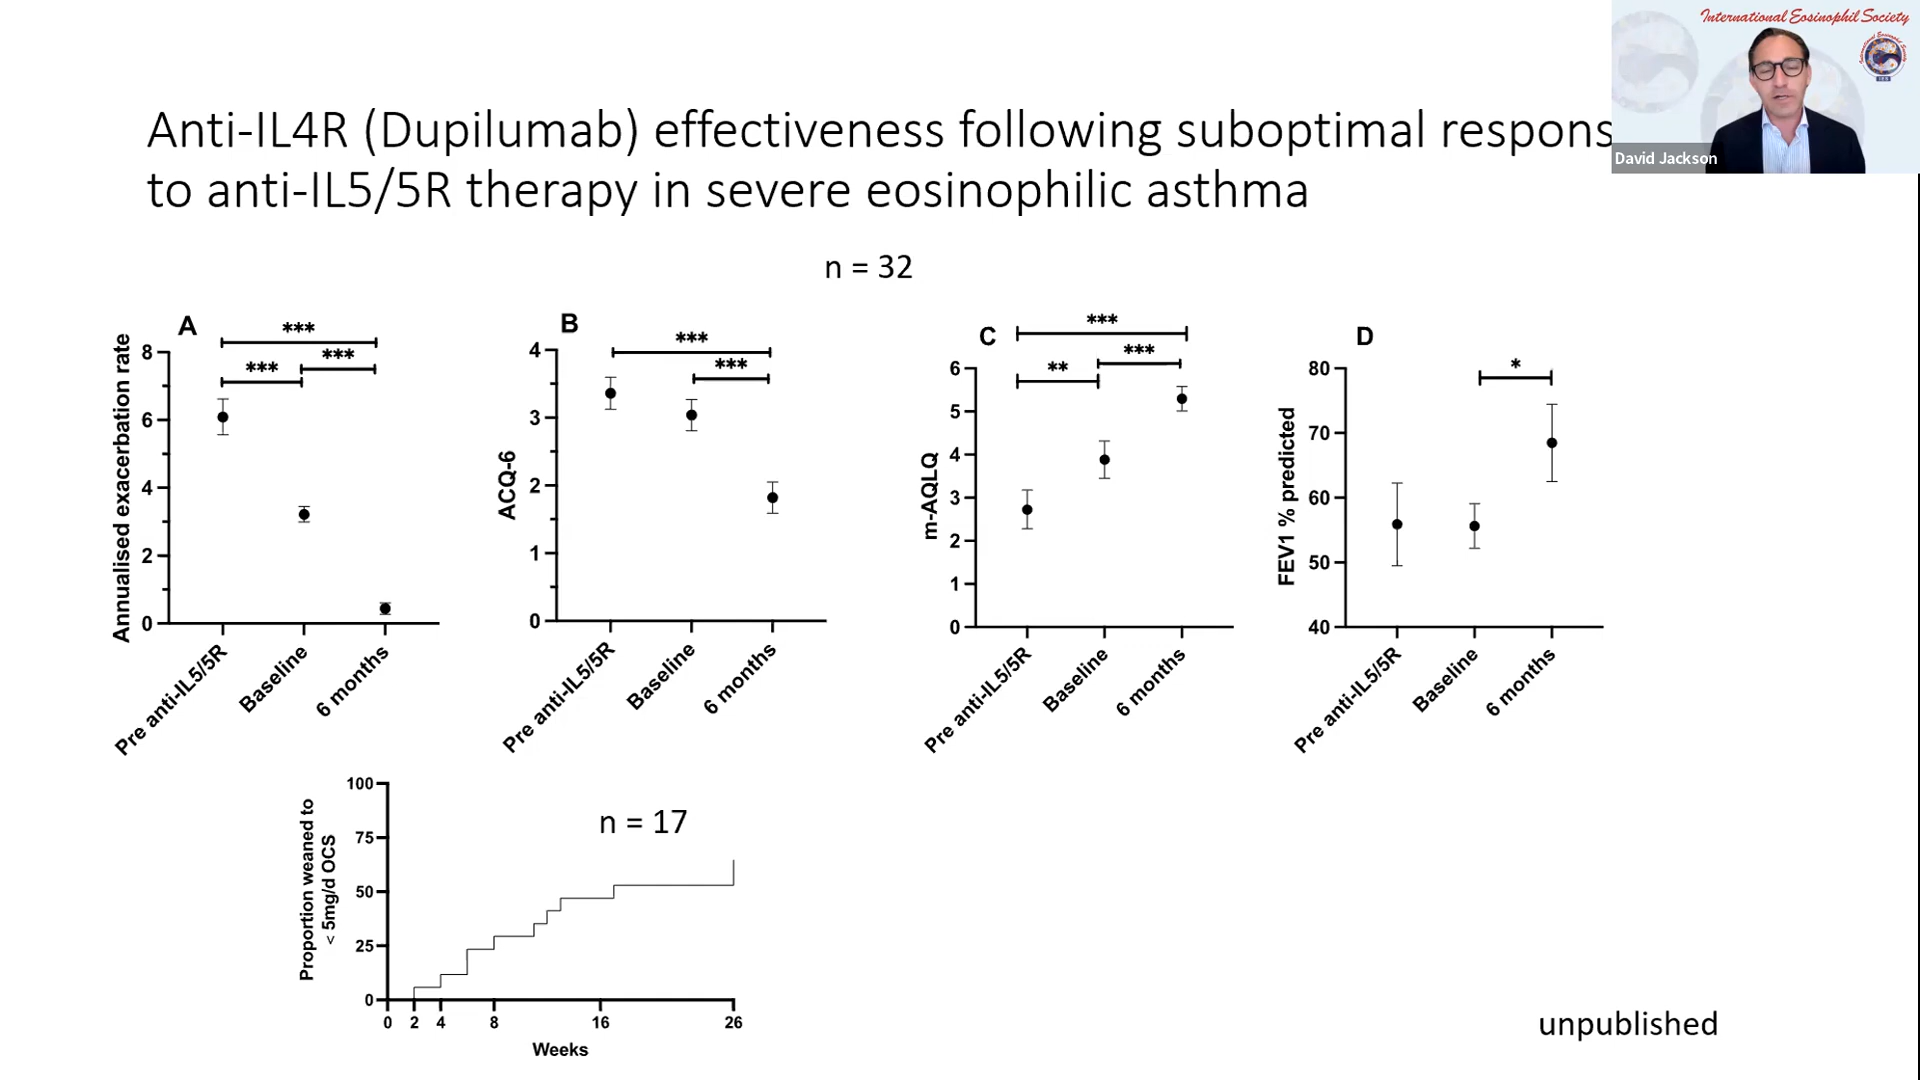 International Eosinophil Society
David Jackson
Anti-IL4R (Dupilumab) effectiveness following suboptimal respons
to anti-IL5/5R therapy in severe eosinophilic asthma
n = 32
A
***
***
***
Annualised exacerbation rate
8
6
4
2
0
Pre anti-IL5/5R
Baseline
6 months
B
***
***
ACQ-6
4
3
2
1
0
Pre anti-IL5/5R
Baseline
6 months
C
***
***
**
m-AQLQ
6
5
4
3
2
1
0
Pre anti-IL5/5R
Baseline
6 months
D
*
FEV1 % predicted
80
70
60
50
40
Pre anti-IL5/5R
Baseline
6 months
Proportion weaned to
< 5mg/d OCS
100
75
50
25
0
n = 17
0 2 4 8 16 26
Weeks
unpublished